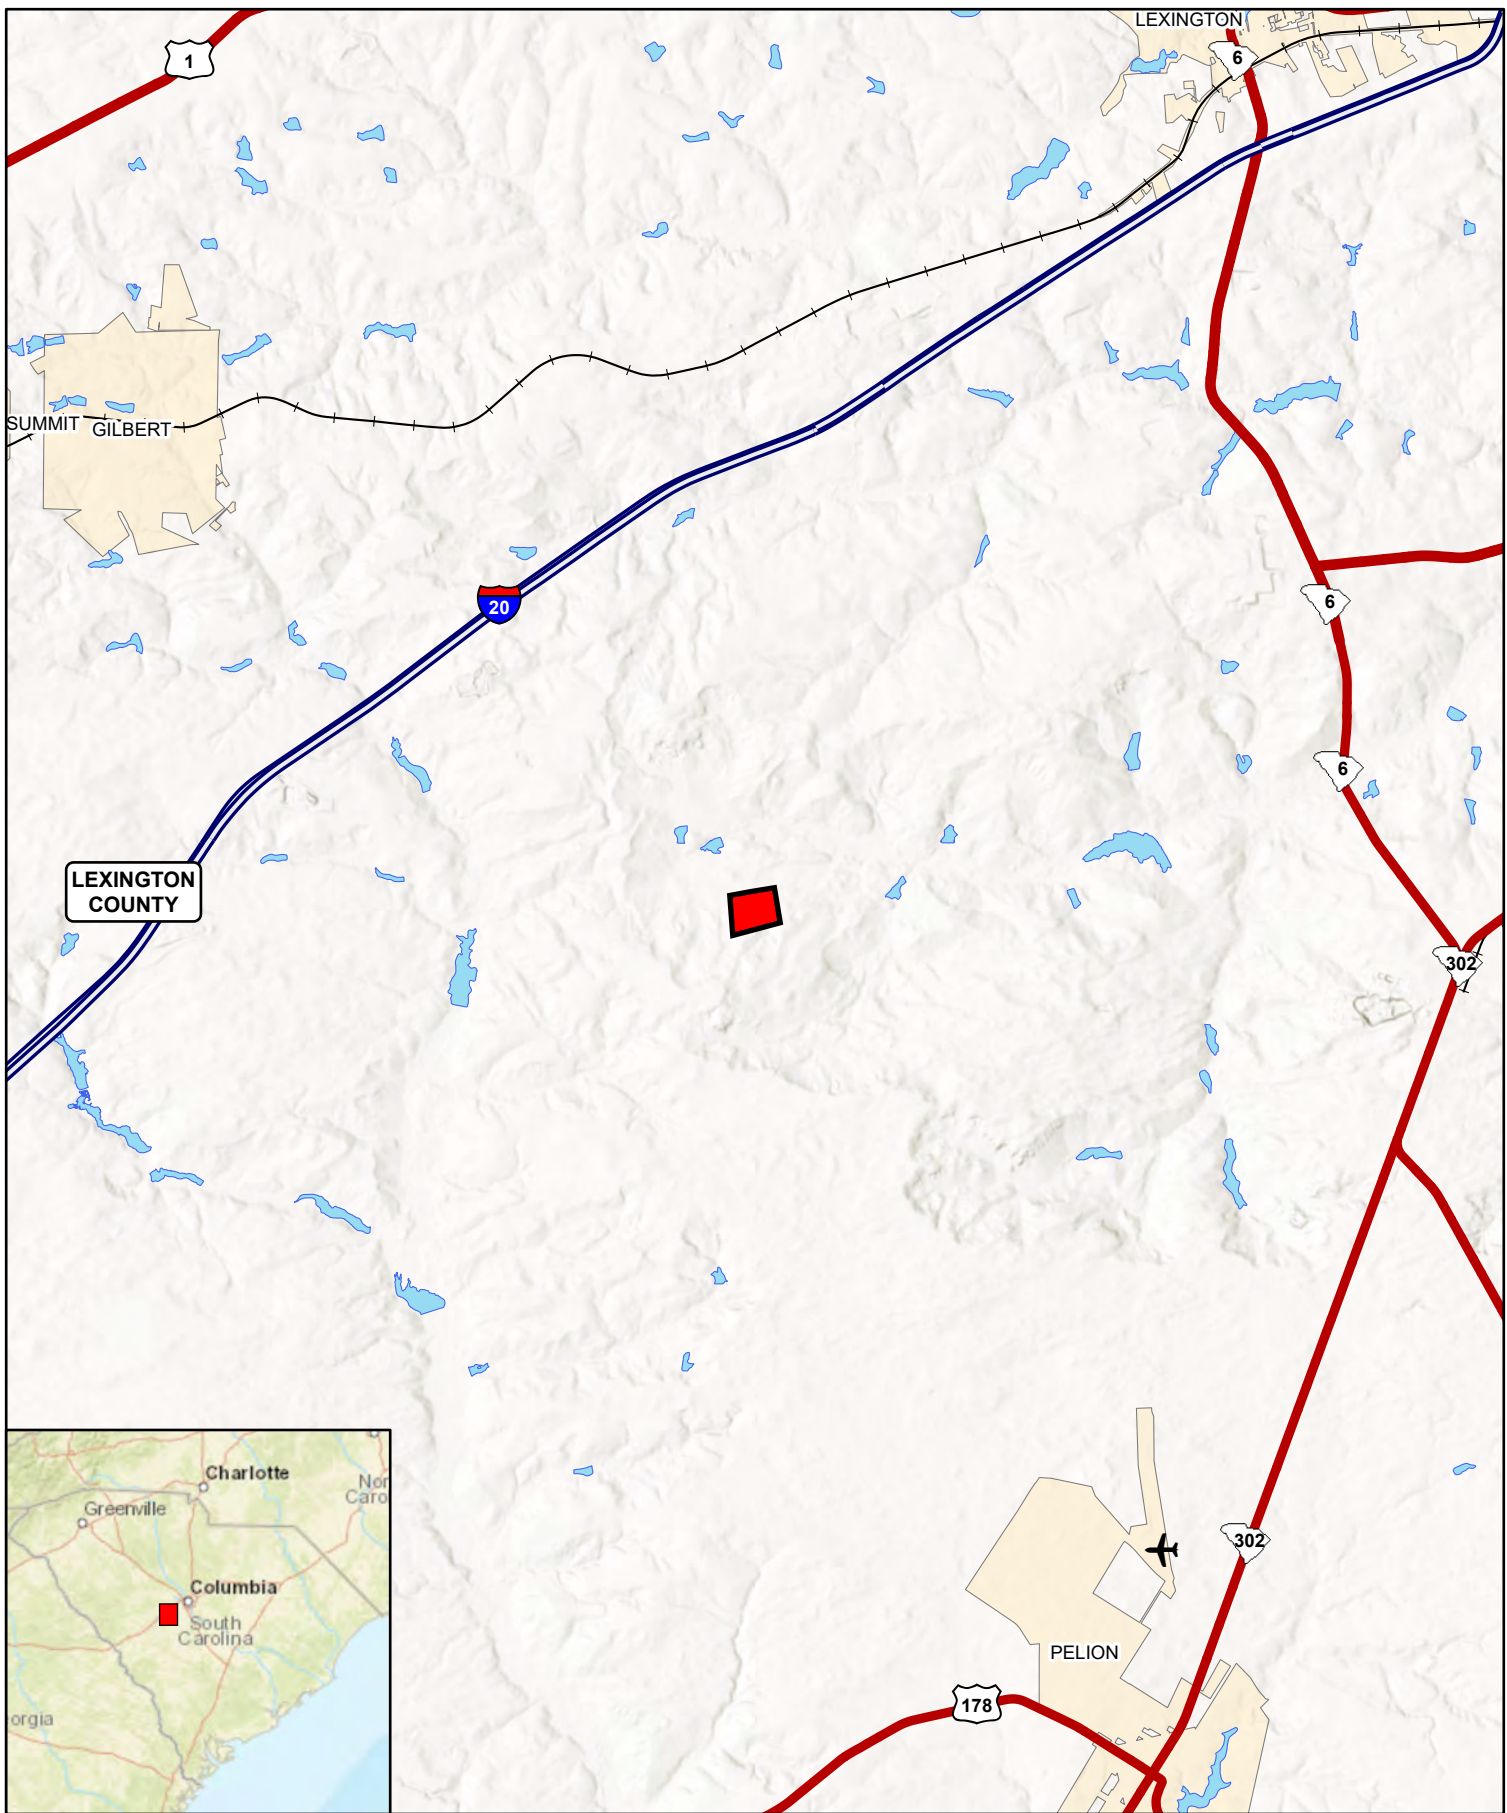 LEXINGTON
1
6
SUMMIT
GILBERT
20
6
6
LEXINGTON
COUNTY
302
302
PELION
178
Charlotte
Nor
Caro
Greenville
Columbia
South
Carolina
orgia